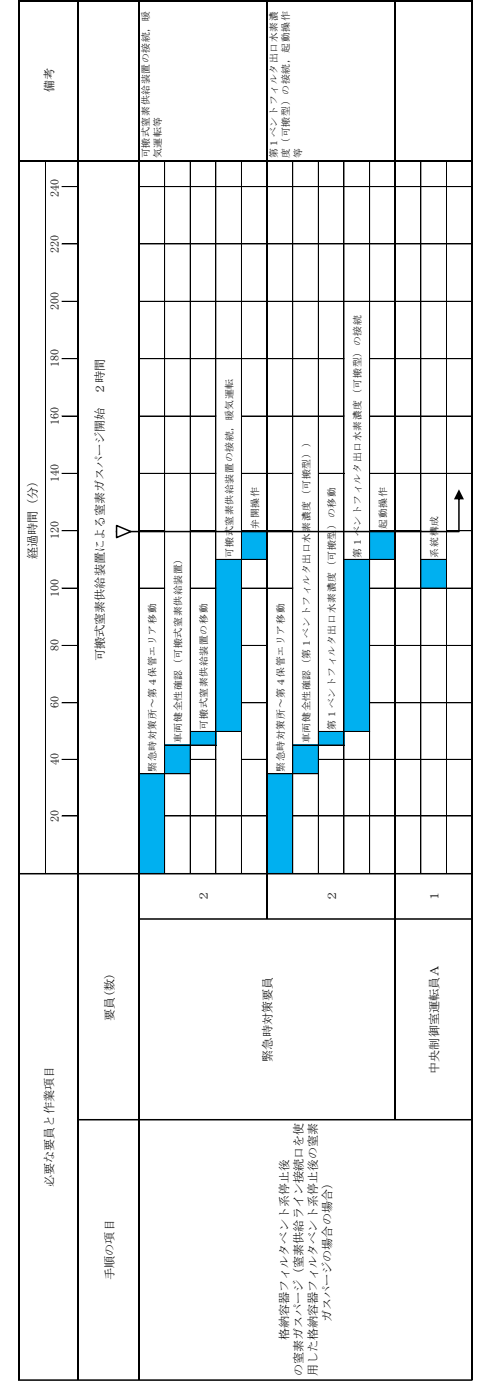 必要な要員と作業項目
経過時間（分）
備考
20
40
60
80
100
120
140
160
180
200
220
240
手順の項目
要員(数)
可搬式窒素供給装置による窒素ガスパージ開始　2時間
格納容器フィルタベント系停止後
の窒素ガスパージ（窒素供給ライン接続口を使
用した格納容器フィルタベント系停止後の窒素
ガスパージの場合の場合）
緊急時対策要員
2
緊急時対策所～第4保管エリア移動
車両健全性確認（可搬式窒素供給装置）
可搬式窒素供給装置の移動
可搬式窒素供給装置の接続，暖気運転
弁開操作
可搬式窒素供給装置の接続，暖
気運転等
2
緊急時対策所～第4保管エリア移動
車両健全性確認（第1ベントフィルタ出口水素濃度（可搬型））
第1ベントフィルタ出口水素濃度（可搬型）の移動
第1ベントフィルタ出口水素濃度（可搬型）の接続
起動操作
第1ベントフィルタ出口水素濃
度（可搬型）の接続，起動操作
等
中央制御室運転員A
1
系統構成